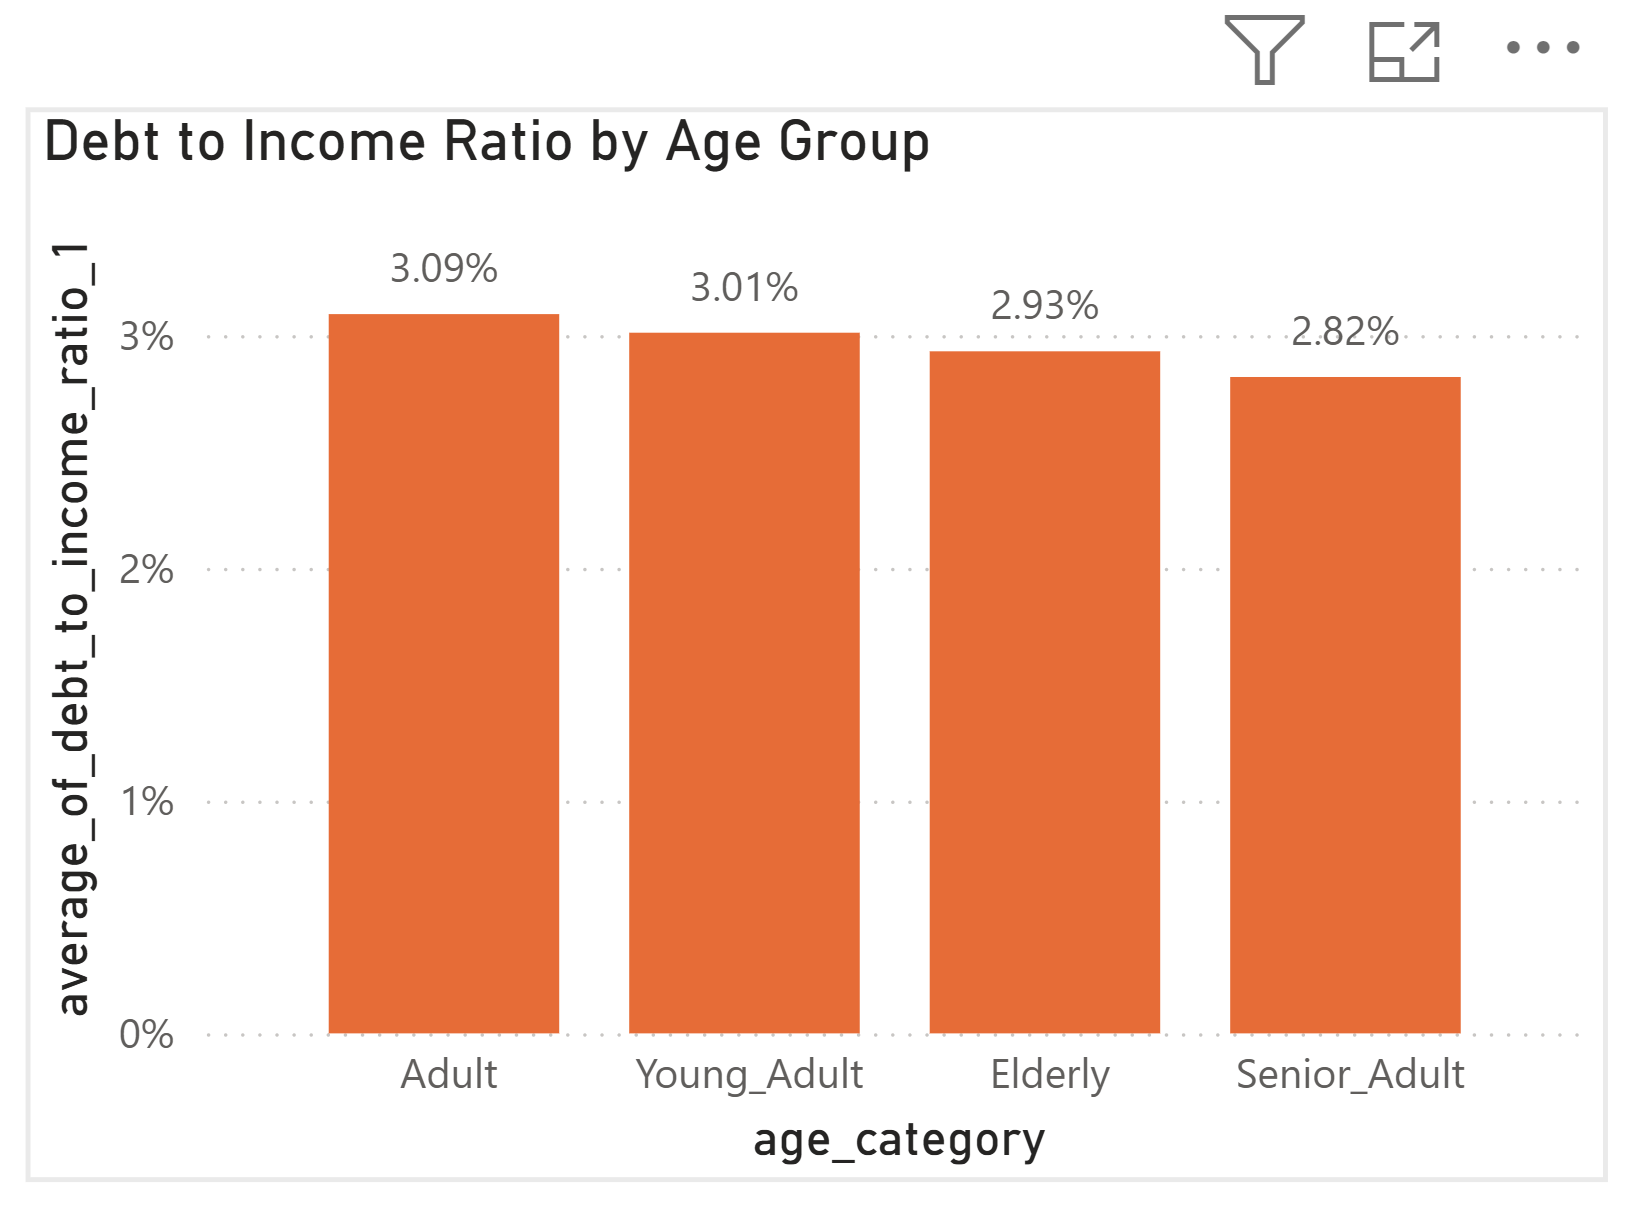 Debt to Income Ratio by Age Group
average_of_debt_to_income_ratio_1
3%
2%
1%
0%
3.09%
3.01%
2.93%
2.82%
Adult
Young_Adult
Elderly
Senior_Adult
age_category